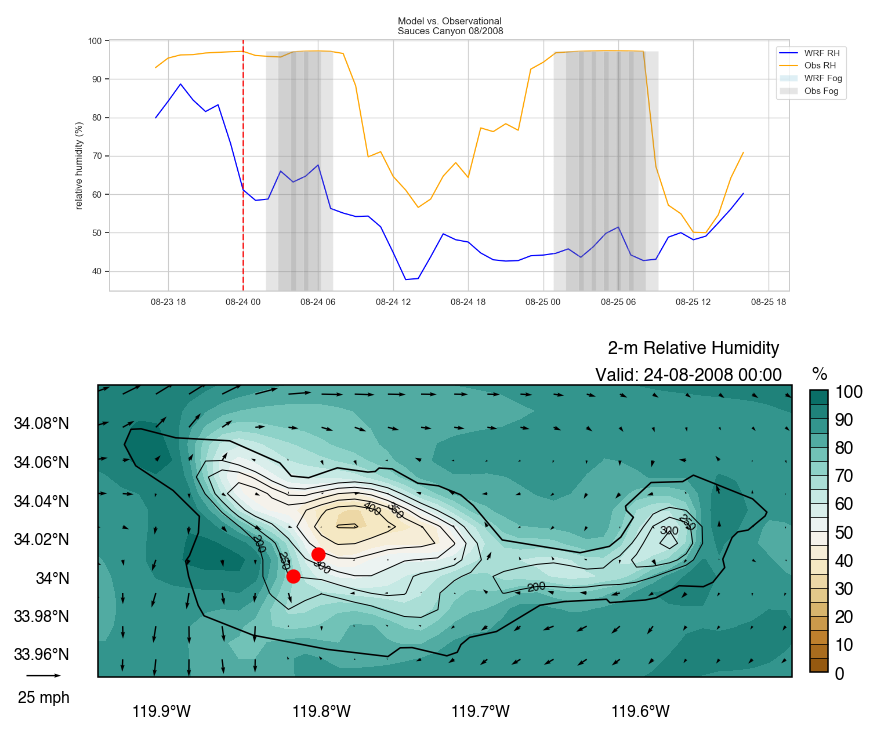 Model vs. Observational
Sauces Canyon 08/2008
100
90
80
70
60
50
40
relative humidity (%)
08-23 18
08-24 00
08-24 06
08-24 12
08-24 18
08-25 00
08-25 06
08-25 12
08-25 18
WRF RH
Obs RH
WRF Fog
Obs Fog
2-m Relative Humidity
Valid: 24-08-2008 00:00
%
34.08°N
34.06°N
34.04°N
34.02°N
34°N
33.98°N
33.96°N
25 mph
119.9°W
119.8°W
119.7°W
119.6°W
400
300
200
200
100
90
80
70
60
50
40
30
20
10
0